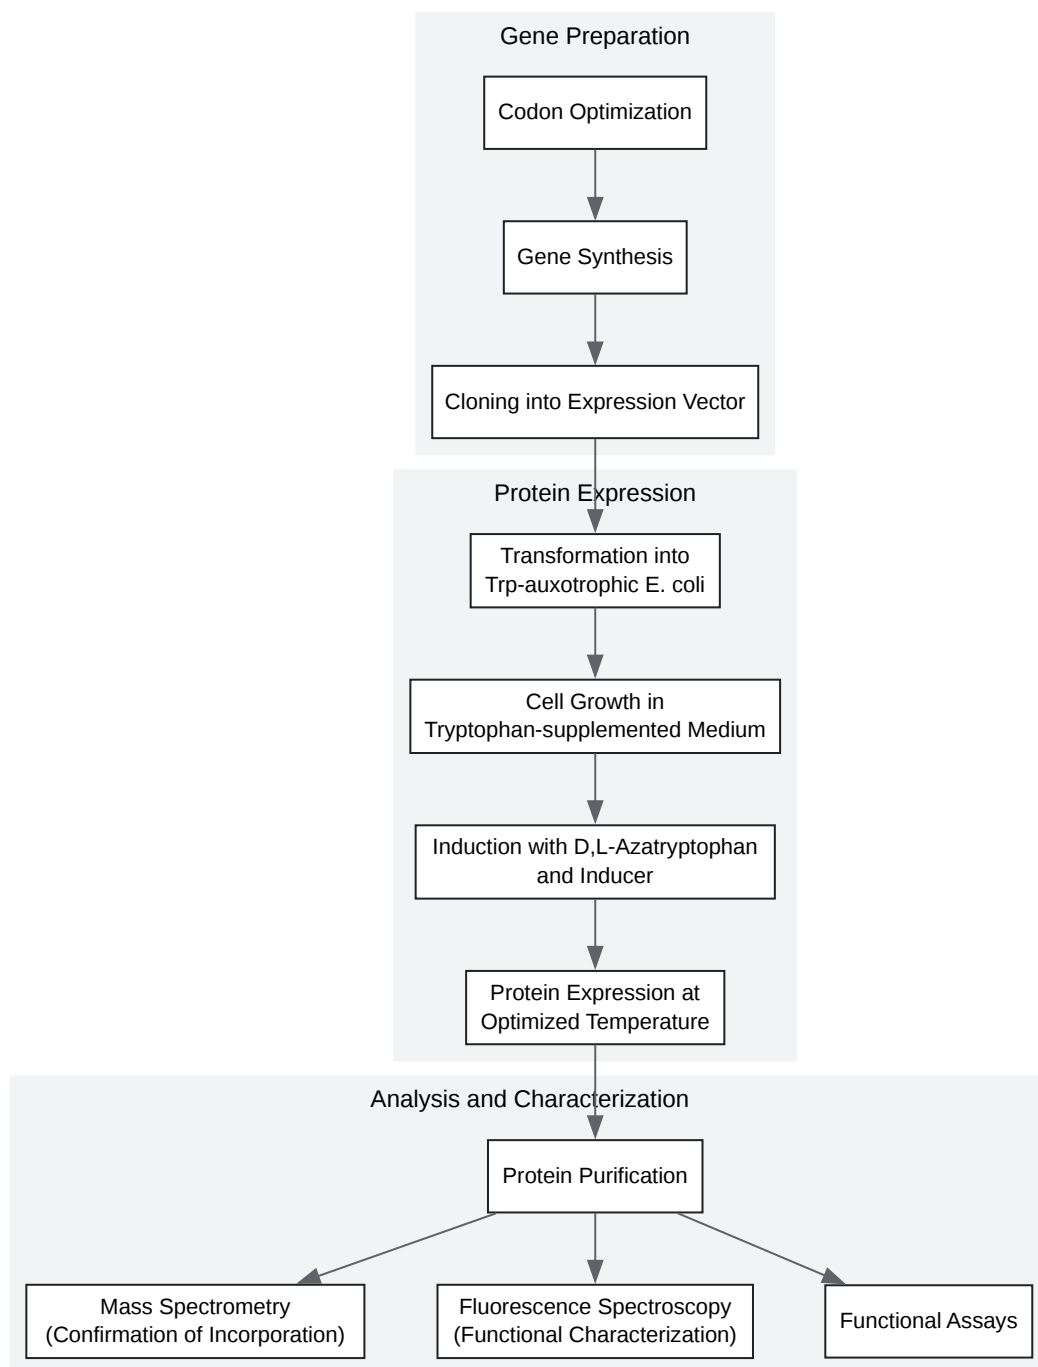 Gene Preparation
Codon Optimization
Gene Synthesis
Cloning into Expression Vector
Protein Expression
Transformation into
Trp-auxotrophic E. coli
Cell Growth in
Tryptophan-supplemented Medium
Induction with D,L-Azatryptophan
and Inducer
Protein Expression at
Optimized Temperature
Analysis and Characterization
Protein Purification
Mass Spectrometry
(Confirmation of Incorporation)
Fluorescence Spectroscopy
(Functional Characterization)
Functional Assays